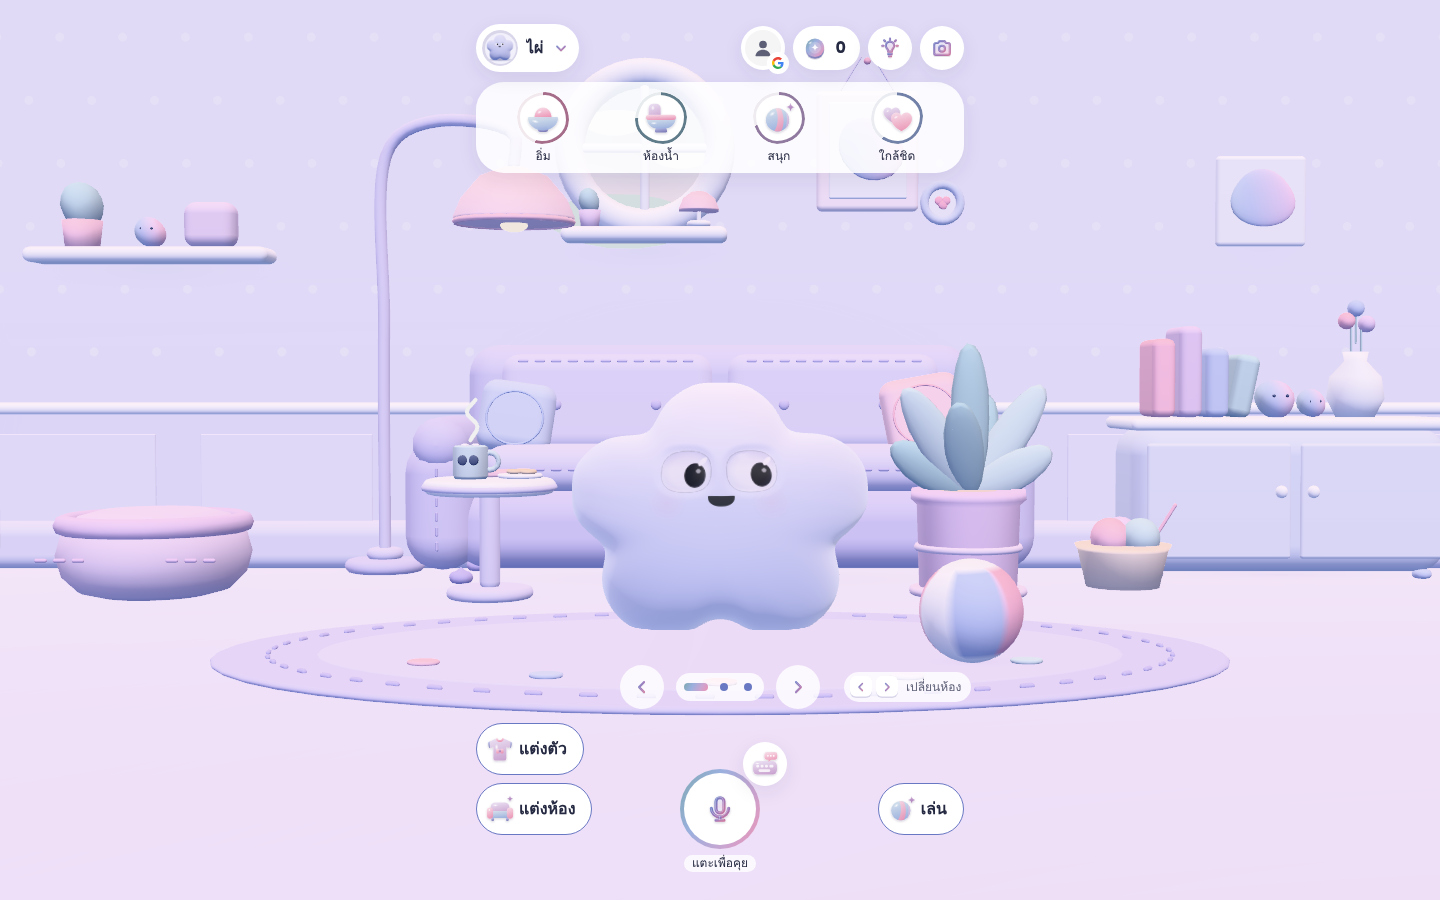 ไผ่
0
อิ่ม
ห้องน้ำ
สนุก
ใกล้ชิด
เปลี่ยนห้อง
แต่งตัว
แต่งห้อง
เล่น
แตะเพื่อคุย